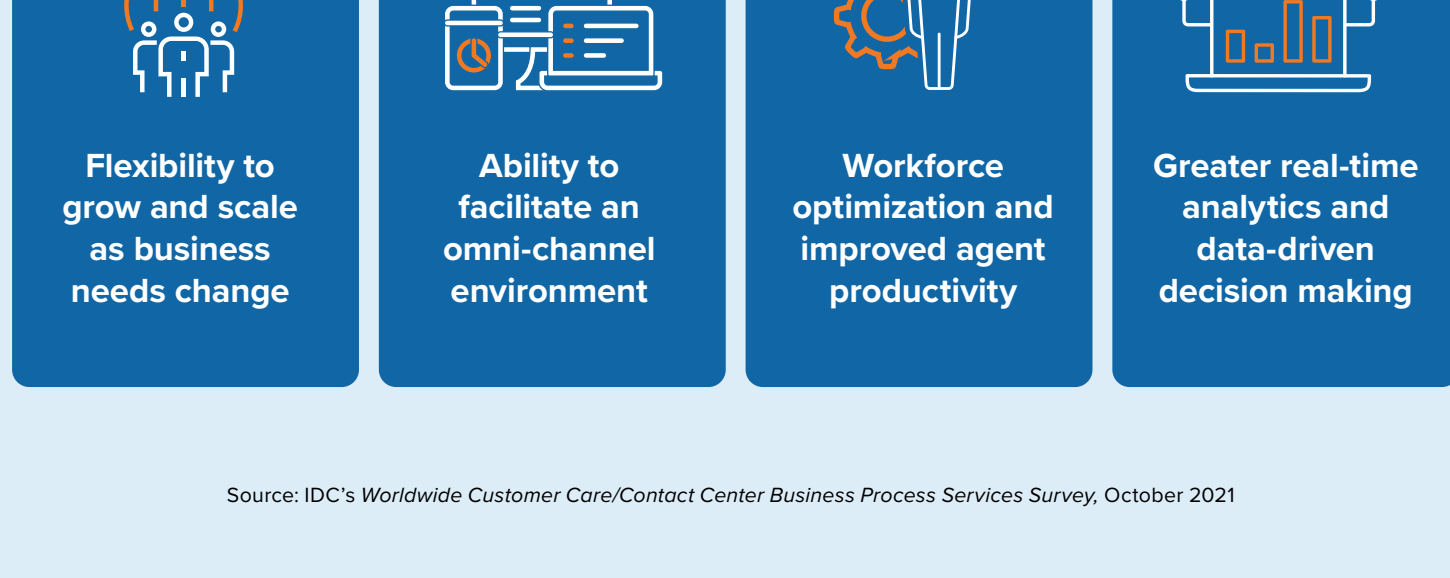 Flexibility to
grow and scale
as business
needs change
Ability to
facilitate an
omni-channel
environment
Workforce
optimization and
improved agent
productivity
Greater real-time
analytics and
data-driven
decision making
Source: IDC’s Worldwide Customer Care/Contact Center Business Process Services Survey, October 2021